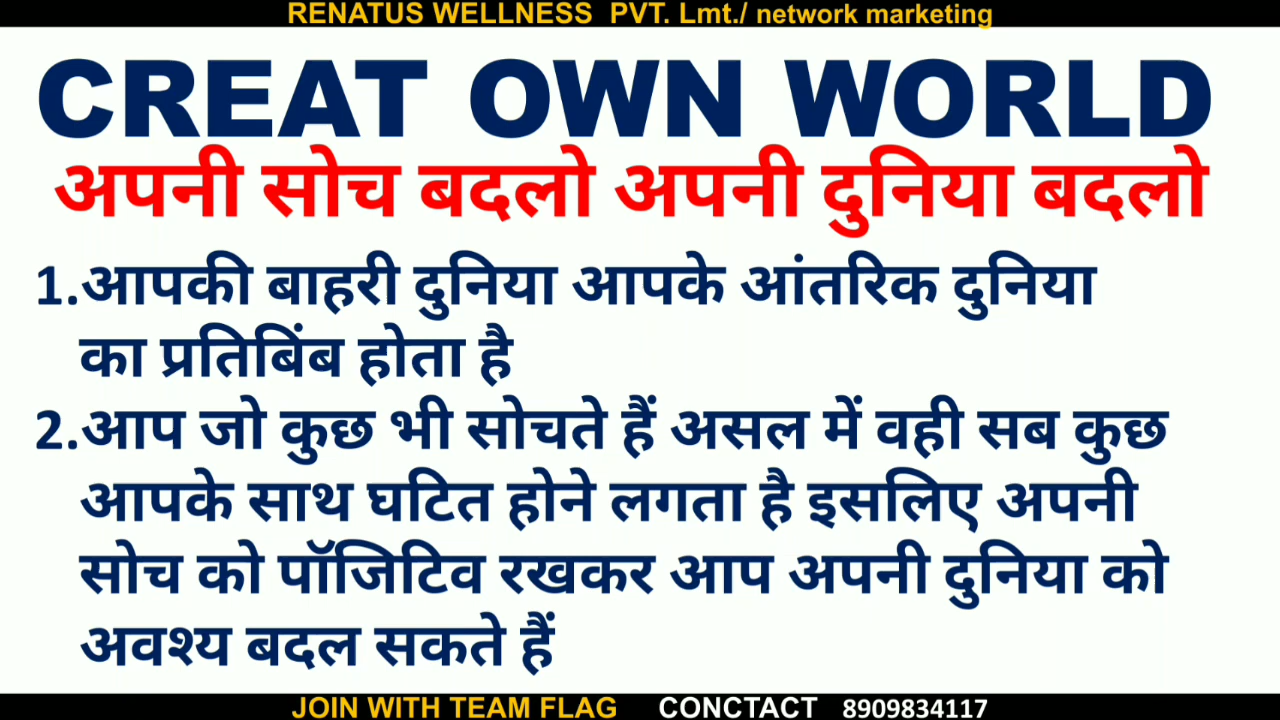 RENATUS WELLNESS PVT. Lmt./ network marketing
CREAT OWN WORLD
अपनी सोच बदलो अपनी दुनिया बदलो
1.आपकी बाहरी दुनिया आपके आंतरिक दुनिया
का प्रतिबिंब होता है
2.आप जो कुछ भी सोचते हैं असल में वही सब कुछ
आपके साथ घटित होने लगता है इसलिए अपनी
सोच को पॉजिटिव रखकर आप अपनी दुनिया को
अवश्य बदल सकते हैं
JOIN WITH TEAM FLAG CONCTACT 8909834117